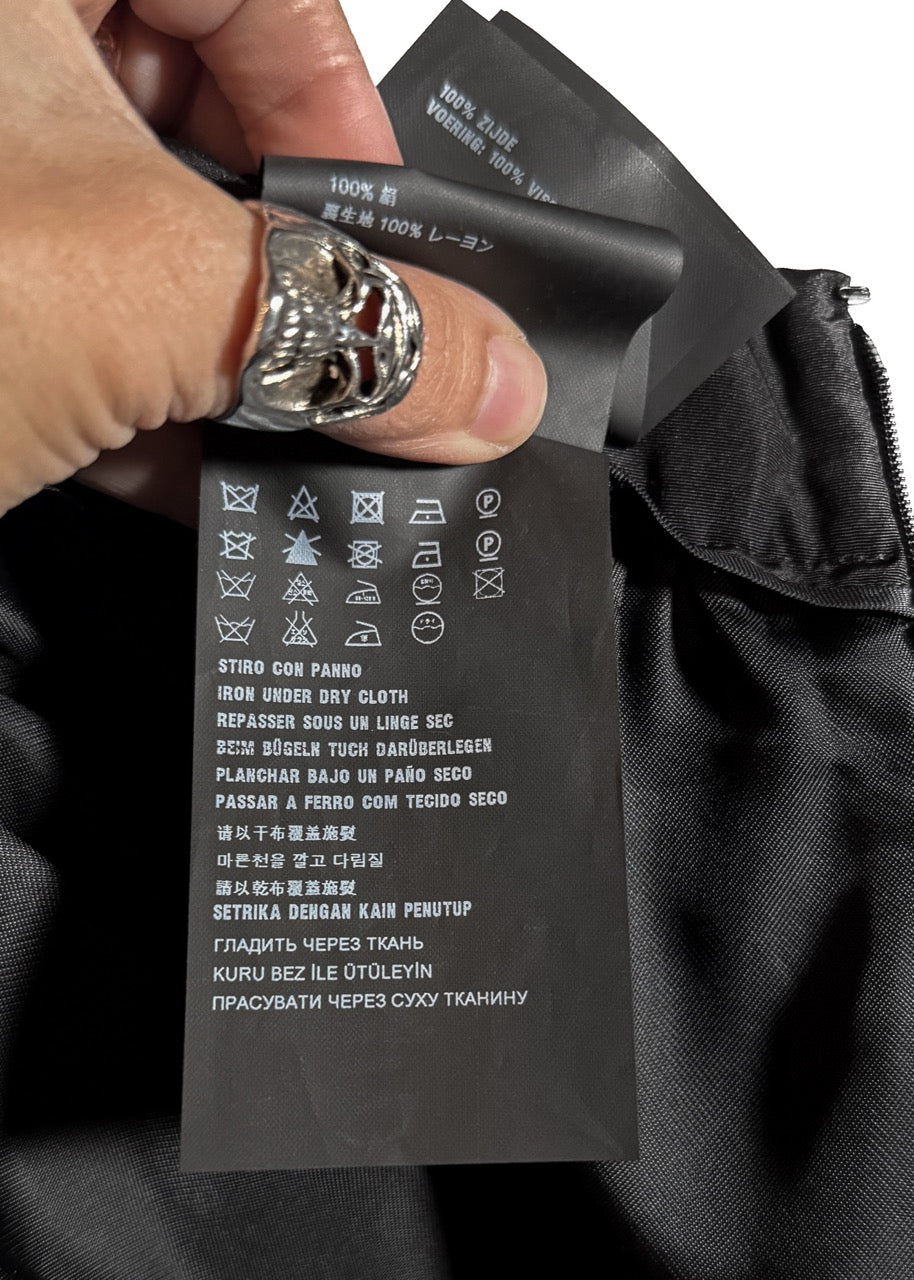 100% ZIJDE
VOERING: 100%
100% 絹
裏生地 100% レーヨン
P
P
STIRO CON PANNO
IRON UNDER DRY CLOTH
REPASSER SOUS UN LINGE SEC
BEIM BÜGELN TUCH DARÜBERLEGEN
PLANCHAR BAJO UN PAÑO SECO
PASSAR A FERRO COM TECIDO SECO
请以干布覆盖施熨
마른천을 깔고 다림질
請以乾布覆蓋施熨
SETRIKA DENGAN KAIN PENUTUP
ГЛАДИТЬ ЧЕРЕЗ ТКАНЬ
KURU BEZ İLE ÜTÜLEYİN
ПРАСУВАТИ ЧЕРЕЗ СУХУ ТКАНИНУ